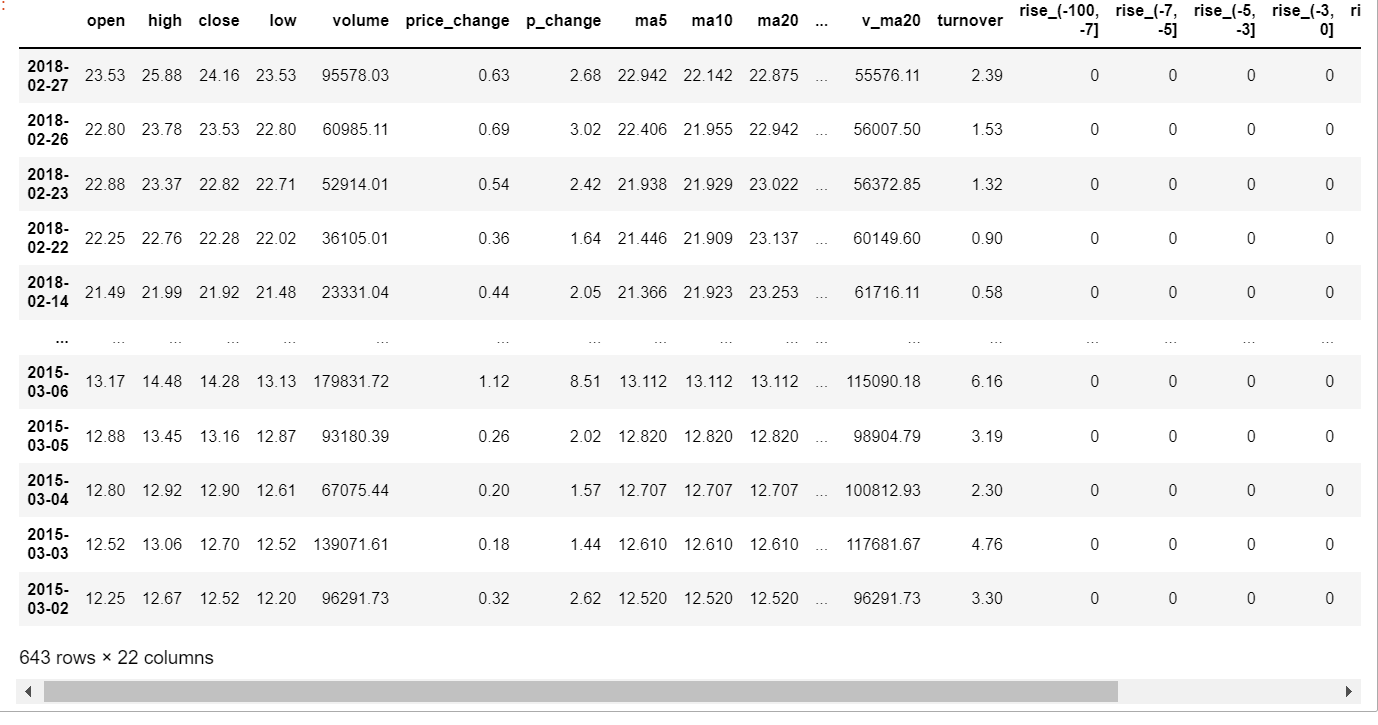 open high close low volume price_change p_change ma5 ma10 ma20 ... v_ma20 turnover rise_(-100, -7] rise_(-7, -5] rise_(-5, -3] rise_(-3, 0] ri
2018-02-27 23.53 25.88 24.16 23.53 95578.03 0.63 2.68 22.942 22.142 22.875 ... 55576.11 2.39 0 0 0 0
2018-02-26 22.80 23.78 23.53 22.80 60985.11 0.69 3.02 22.406 21.955 22.942 ... 56007.50 1.53 0 0 0 0
2018-02-23 22.88 23.37 22.82 22.71 52914.01 0.54 2.42 21.938 21.929 23.022 ... 56372.85 1.32 0 0 0 0
2018-02-22 22.25 22.76 22.28 22.02 36105.01 0.36 1.64 21.446 21.909 23.137 ... 60149.60 0.90 0 0 0 0
2018-02-14 21.49 21.99 21.92 21.48 23331.04 0.44 2.05 21.366 21.923 23.253 ... 61716.11 0.58 0 0 0 0
... ... ... ... ... ... ... ... ... ... ... ... ... ... ... ... ... ...
2015-03-06 13.17 14.48 14.28 13.13 179831.72 1.12 8.51 13.112 13.112 13.112 ... 115090.18 6.16 0 0 0 0
2015-03-05 12.88 13.45 13.16 12.87 93180.39 0.26 2.02 12.820 12.820 12.820 ... 98904.79 3.19 0 0 0 0
2015-03-04 12.80 12.92 12.90 12.61 67075.44 0.20 1.57 12.707 12.707 12.707 ... 100812.93 2.30 0 0 0 0
2015-03-03 12.52 13.06 12.70 12.52 139071.61 0.18 1.44 12.610 12.610 12.610 ... 117681.67 4.76 0 0 0 0
2015-03-02 12.25 12.67 12.52 12.20 96291.73 0.32 2.62 12.520 12.520 12.520 ... 96291.73 3.30 0 0 0 0
643 rows × 22 columns